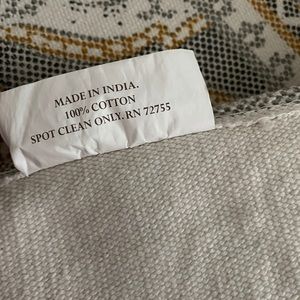 MADE IN INDIA.
100% COTTON
SPOT CLEAN ONLY. RN 72755